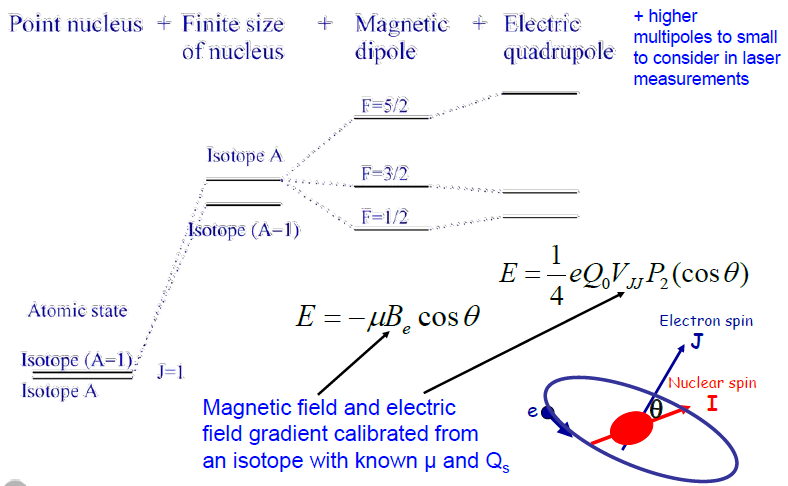 Point nucleus + Finite size of nucleus + Magnetic dipole + Electric quadrupole
+ higher multipoles to small to consider in laser measurements
F=5/2
Isotope A
F=3/2
F=1/2
Isotope (A-1)
Atomic state
Isotope (A-1)
Isotope A
J=1
E = -μBₑ cos θ
E = 1/4 eQ₀V_JJ P₂(cos θ)
Magnetic field and electric
field gradient calibrated from
an isotope with known μ and Qₛ
Electron spin
J
Nuclear spin
I
θ
e